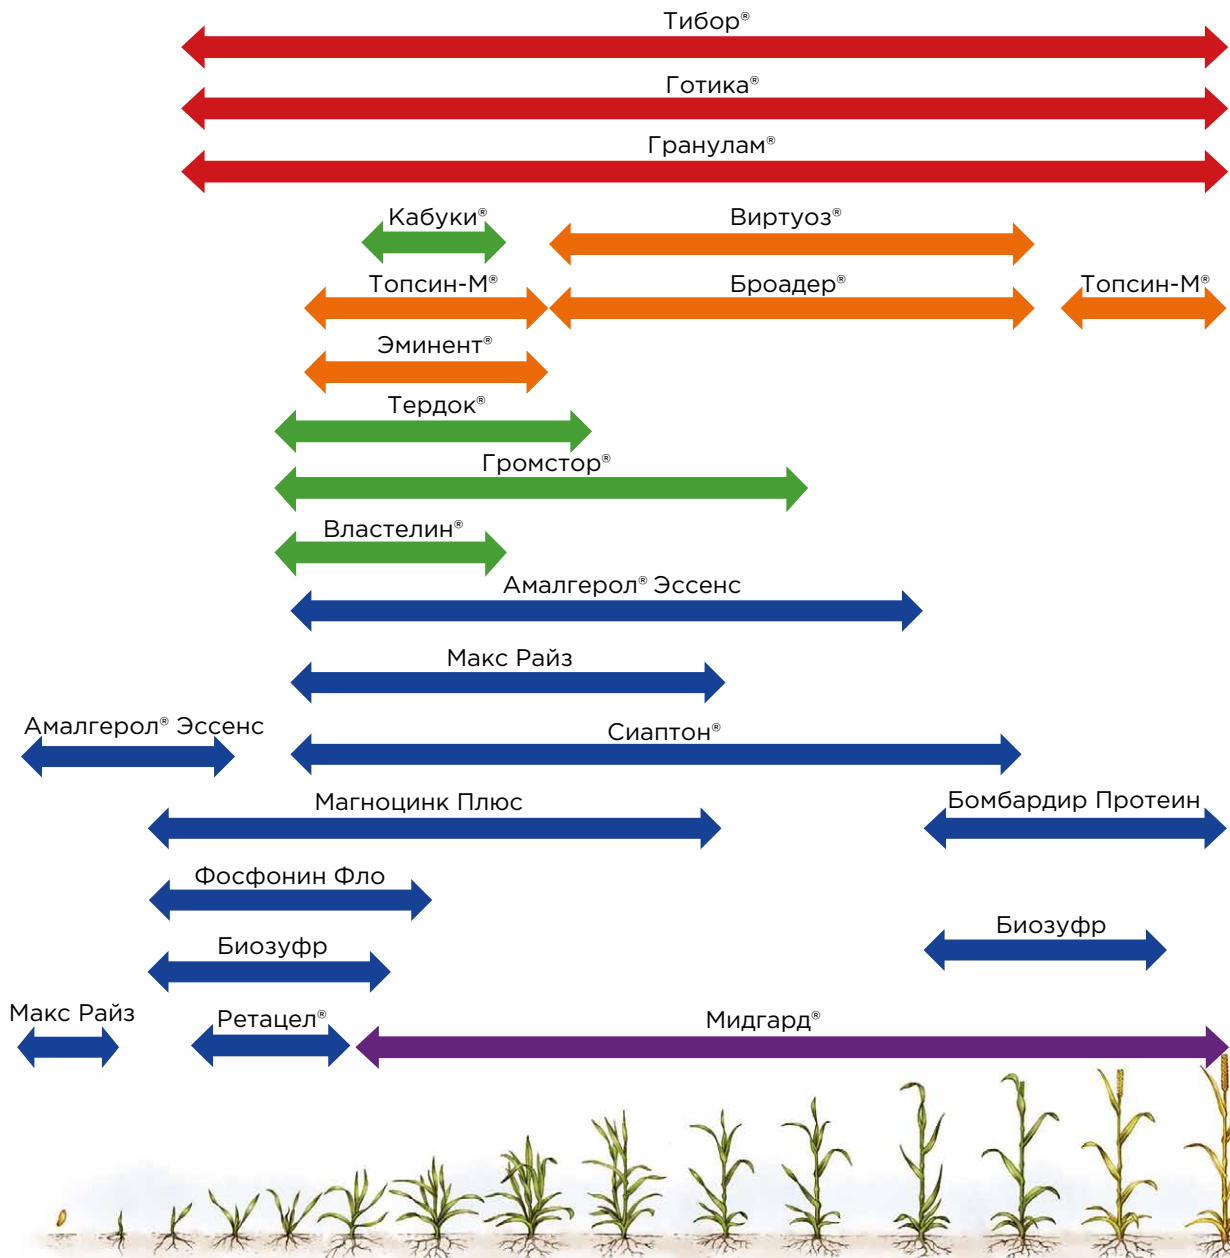 Тибор®
Готика®
Гранулам®
Кабуки®
Виртуоз®
Топсин-М®
Броадер®
Топсин-М®
Эминент®
Тердок®
Громстор®
Властелин®
Амалгерол® Эссенс
Макс Райз
Амалгерол® Эссенс
Сиаптон®
Магноцинк Плюс
Бомбардир Протеин
Фосфонин Фло
Биозуфр
Биозуфр
Макс Райз
Ретацел®
Мидгард®